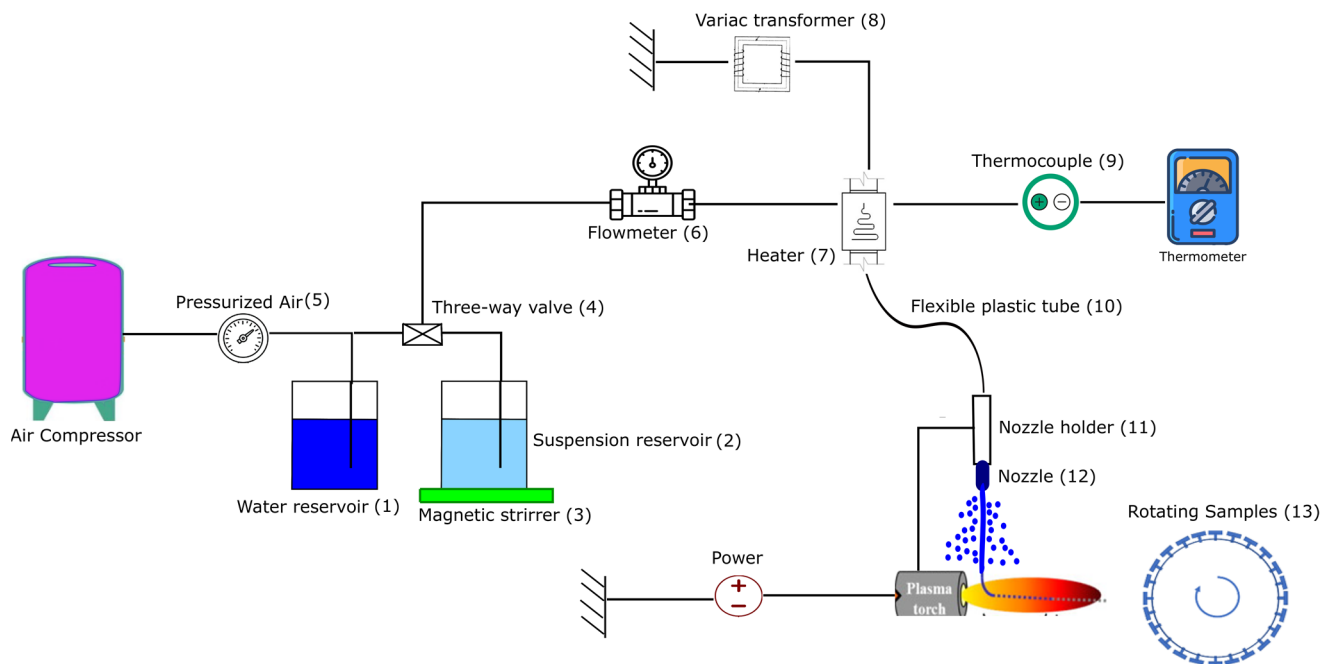 Variac transformer (8)
Thermocouple (9)
Flowmeter (6)
Heater (7)
Thermometer
Pressurized Air (5)
Three-way valve (4)
Flexible plastic tube (10)
Air Compressor
Suspension reservoir (2)
Nozzle holder (11)
Water reservoir (1)
Magnetic strirrer (3)
Nozzle (12)
Rotating Samples (13)
Power
Plasma
torch